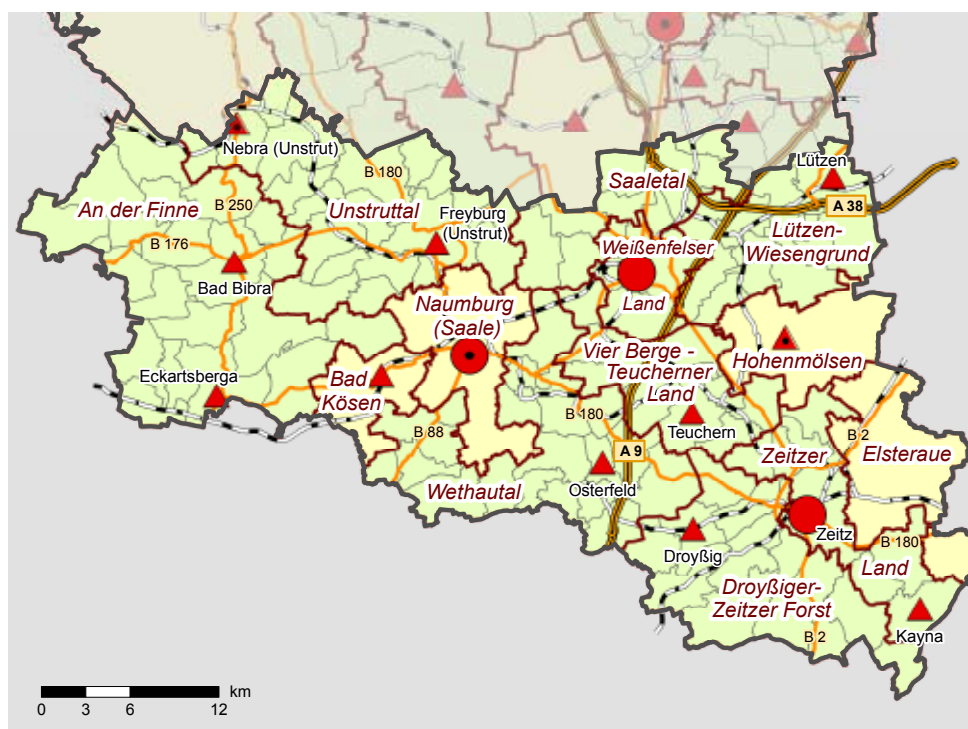 Nebra (Unstrut)
B 180
Saaletal
Lützen
An der Finne
B 250
Unstruttal
Freyburg
(Unstrut)
A 38
Lützen-
Wiesengrund
B 176
Weißenfelser
Bad Bibra
Land
Naumburg
(Saale)
Vier Berge -
Teucherner
Land
Hohenmölsen
Eckartsberga
Bad
Kösen
B 180
B 88
Teuchern
B 2
A 9
Zeitzer
Elsteraue
Osterfeld
Wethautal
Zeitz
B 180
Droyßig
Land
Droyßiger-
Zeitzer Forst
B 2
Kayna
km
0 3 6 12